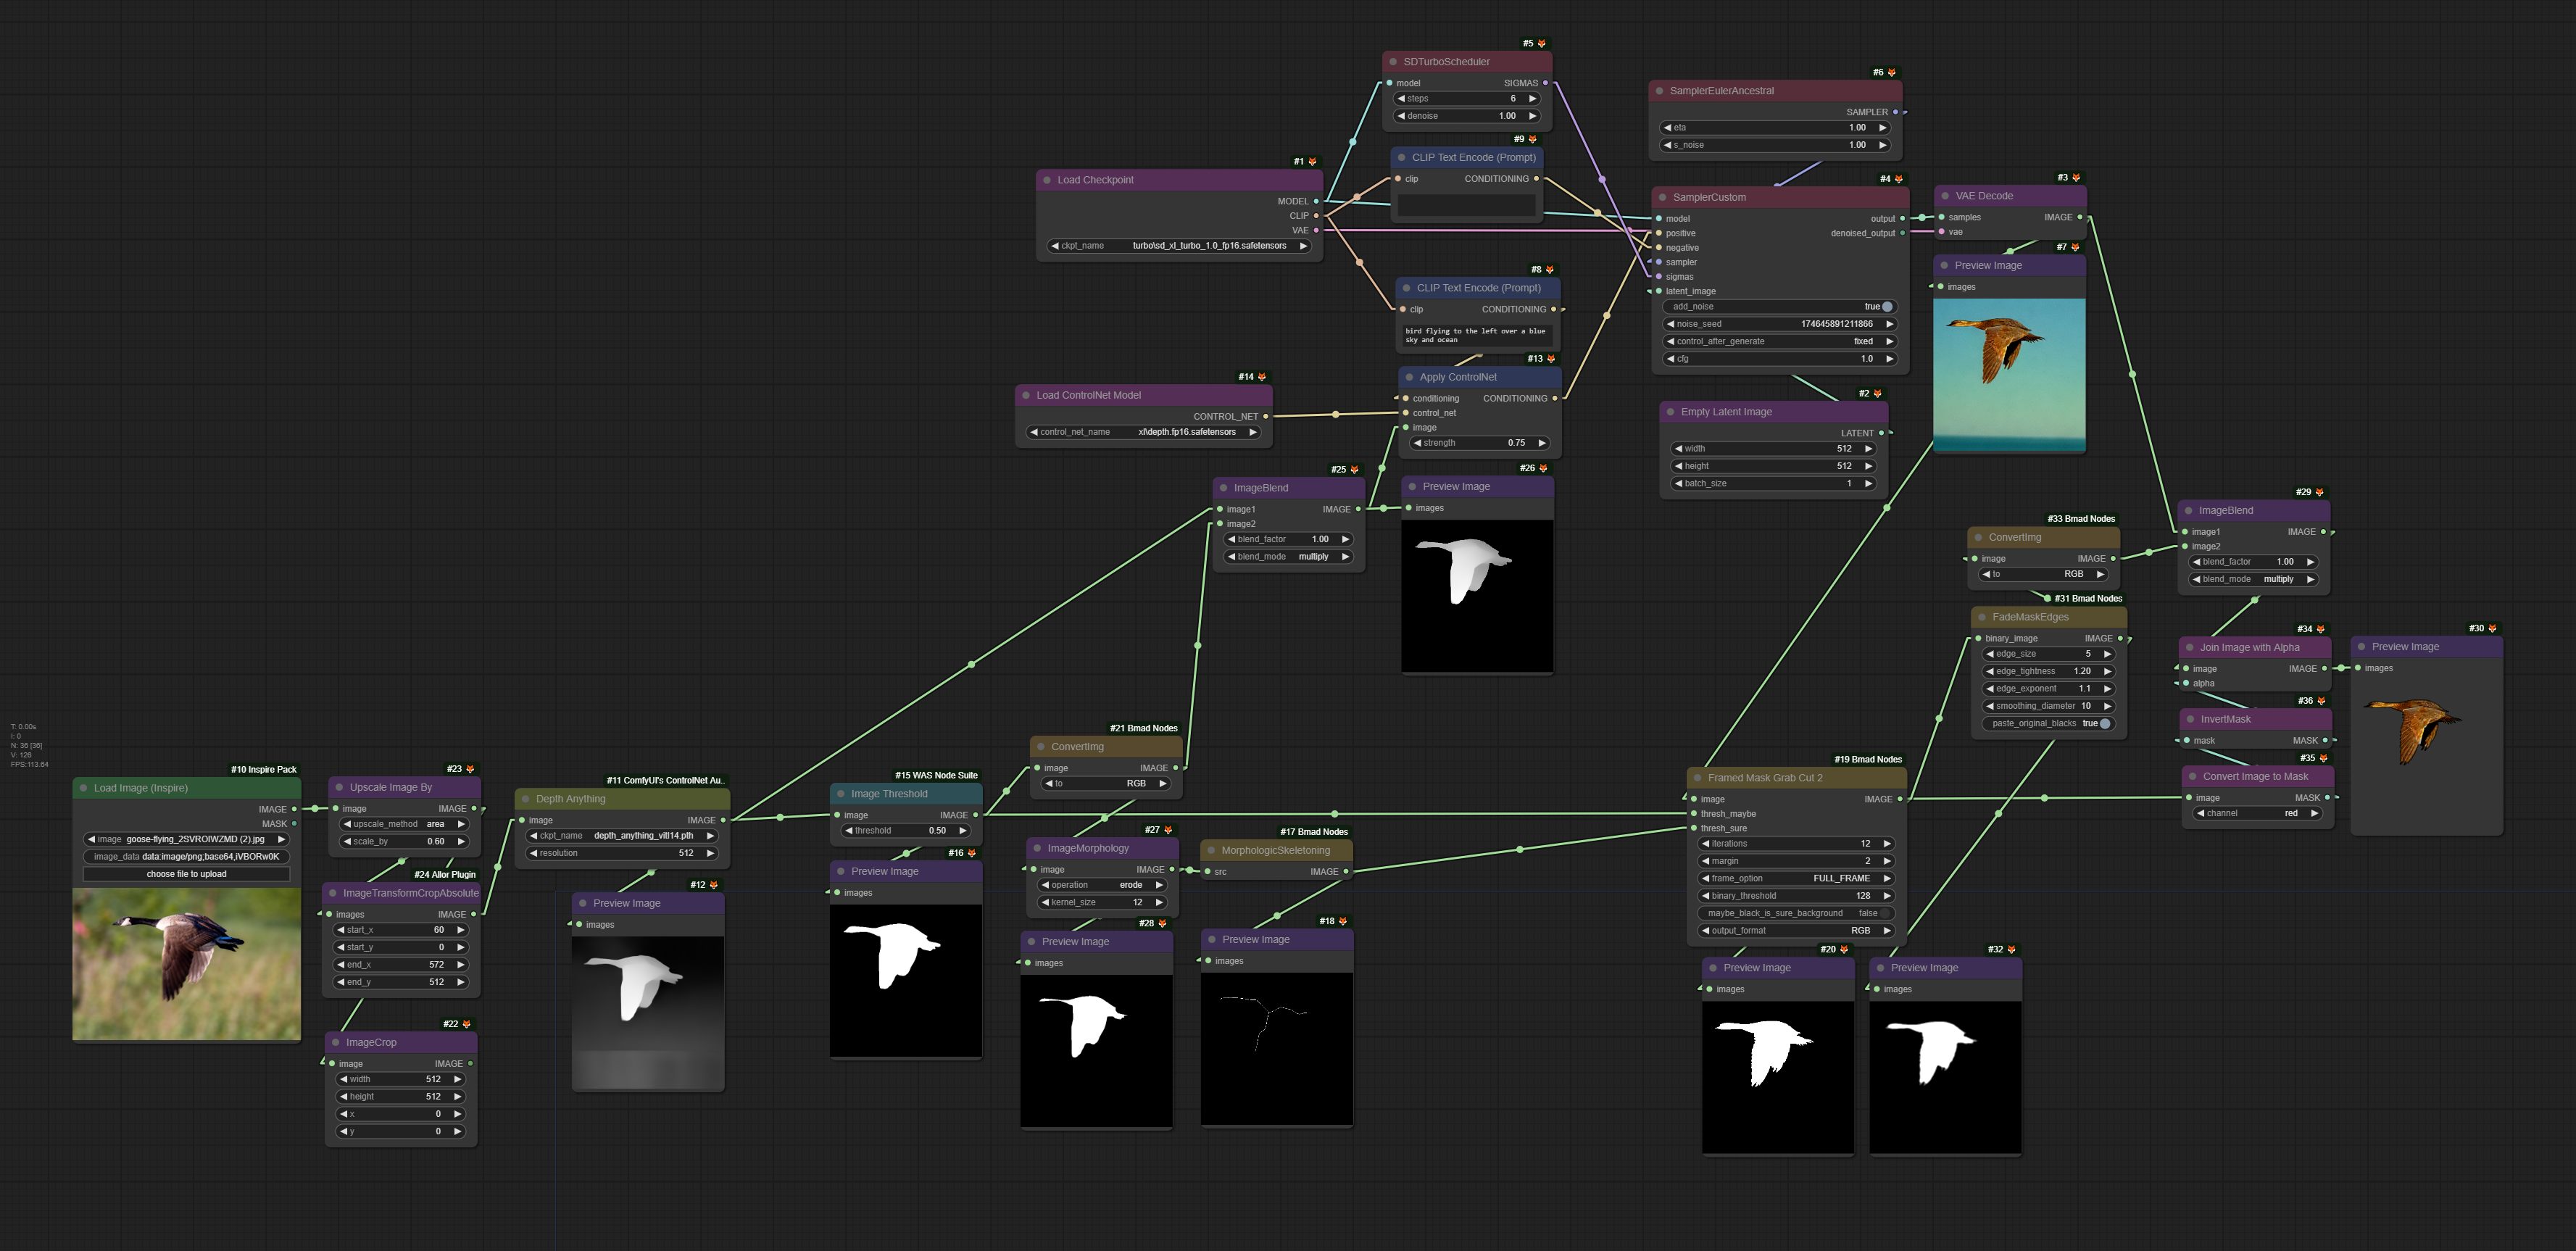 #5
SDTurboScheduler
model SIGMAS
steps 6
denoise 1.00
#6
SamplerEulerAncestral
SAMPLER
eta 1.00
s_noise 1.00
#9
CLIP Text Encode (Prompt)
clip CONDITIONING
#1
Load Checkpoint
MODEL
CLIP
VAE
ckpt_name turbo\sd_xl_turbo_1.0_fp16.safetensors
#4
SamplerCustom
model output
positive denoised_output
negative
sampler
sigmas
latent_image
add_noise true
noise_seed 174645891211866
control_after_generate fixed
cfg 1.0
#3
VAE Decode
samples IMAGE
vae
#7
Preview Image
images
#8
CLIP Text Encode (Prompt)
clip CONDITIONING
bird flying to the left over a blue
sky and ocean
#13
Apply ControlNet
conditioning CONDITIONING
control_net
image
strength 0.75
#14
Load ControlNet Model
CONTROL_NET
control_net_name xl\depth.fp16.safetensors
#2
Empty Latent Image
LATENT
width 512
height 512
batch_size 1
#25
ImageBlend
image1 IMAGE
image2
blend_factor 1.00
blend_mode multiply
#26
Preview Image
images
#29
ImageBlend
image1 IMAGE
image2
blend_factor 1.00
blend_mode multiply
#33 Bmad Nodes
ConvertImg
image IMAGE
to RGB
#31 Bmad Nodes
FadeMaskEdges
binary_image IMAGE
edge_size 5
edge_tightness 1.20
edge_exponent 1.1
smoothing_diameter 10
paste_original_blacks true
#34
Join Image with Alpha
image IMAGE
alpha
#30
Preview Image
images
#36
InvertMask
mask MASK
#35
Convert Image to Mask
image MASK
channel red
T: 0.00s
I: 0
N: 36 [36]
V: 126
FPS:113.64
#10 Inspire Pack
Load Image (Inspire)
IMAGE
MASK
image goose-flying_2SVROIWZMD (2).jpg
image_data data:image/png;base64,iVBORw0K
choose file to upload
#23
Upscale Image By
image IMAGE
upscale_method area
scale_by 0.60
#24 Allor Plugin
ImageTransformCropAbsolute
images IMAGE
start_x 60
start_y 0
end_x 572
end_y 512
#22
ImageCrop
image IMAGE
width 512
height 512
x 0
y 0
#11 ComfyUI's ControlNet Au..
Depth Anything
image IMAGE
ckpt_name depth_anything_vitl14.pth
resolution 512
#12
Preview Image
images
#15 WAS Node Suite
Image Threshold
image IMAGE
threshold 0.50
#16
Preview Image
images
#21 Bmad Nodes
ConvertImg
image IMAGE
to RGB
#27
ImageMorphology
image IMAGE
operation erode
kernel_size 12
#28
Preview Image
images
#17 Bmad Nodes
MorphologicSkeletoning
src IMAGE
#18
Preview Image
images
#19 Bmad Nodes
Framed Mask Grab Cut 2
image IMAGE
thresh_maybe
thresh_sure
iterations 12
margin 2
frame_option FULL_FRAME
binary_threshold 128
maybe_black_is_sure_background false
output_format RGB
#20
Preview Image
images
#32
Preview Image
images